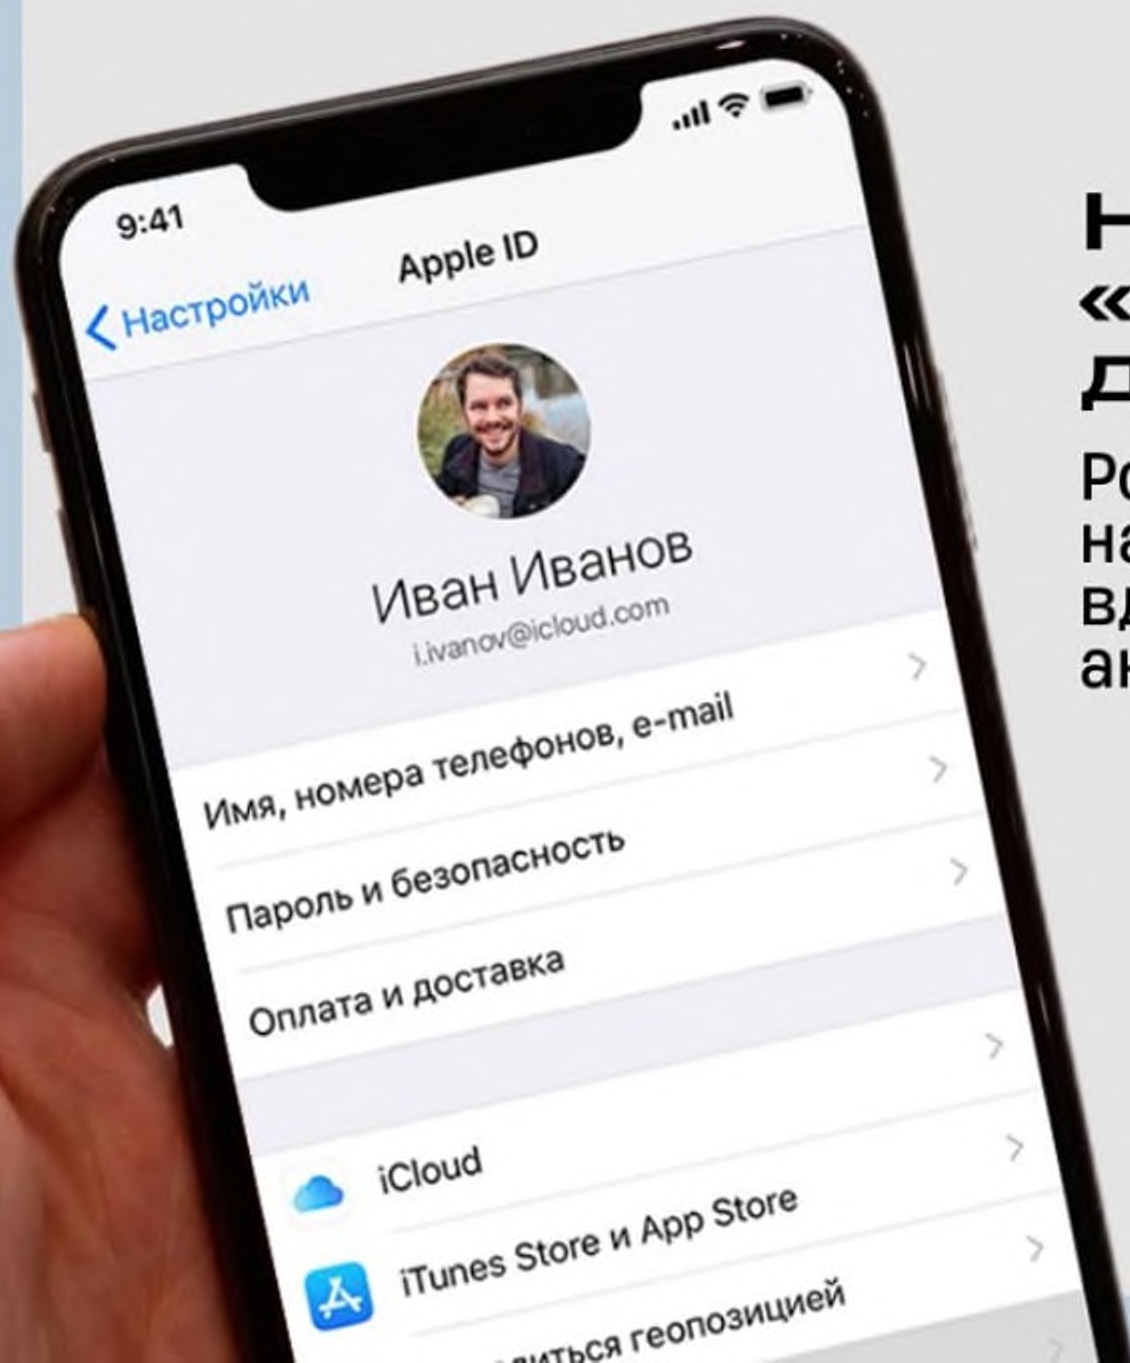 9:41
Настройки
Apple ID
Иван Иванов
i.ivanov@icloud.com
Имя, номера телефонов, e-mail
Пароль и безопасность
Оплата и доставка
iCloud
iTunes Store и App Store
геопозицией